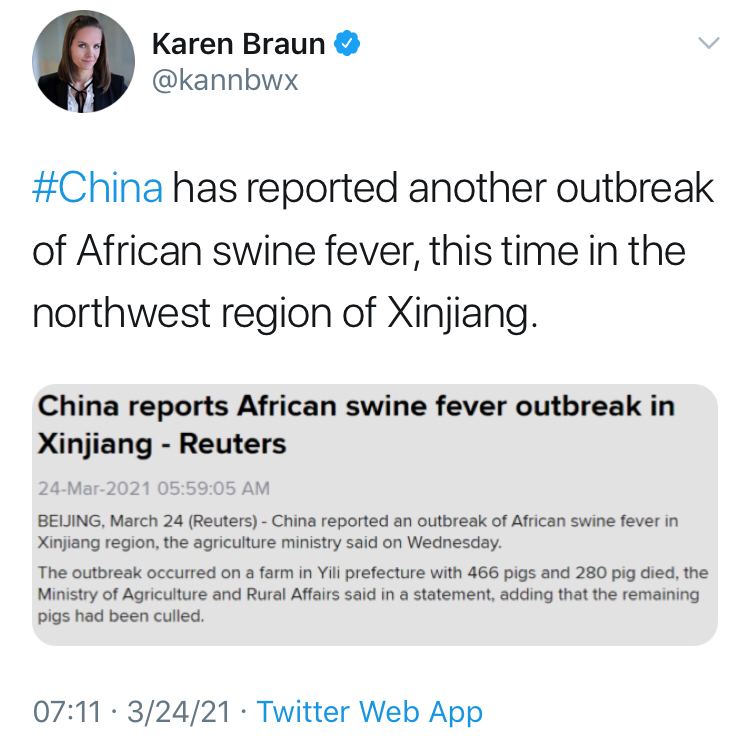 Karen Braun
@kannbwx
#China has reported another outbreak
of African swine fever, this time in the
northwest region of Xinjiang.
China reports African swine fever outbreak in
Xinjiang - Reuters
24-Mar-2021 05:59:05 AM
BEIJING, March 24 (Reuters) - China reported an outbreak of African swine fever in
Xinjiang region, the agriculture ministry said on Wednesday.
The outbreak occurred on a farm in Yili prefecture with 466 pigs and 280 pig died, the
Ministry of Agriculture and Rural Affairs said in a statement, adding that the remaining
pigs had been culled.
07:11 · 3/24/21 · Twitter Web App